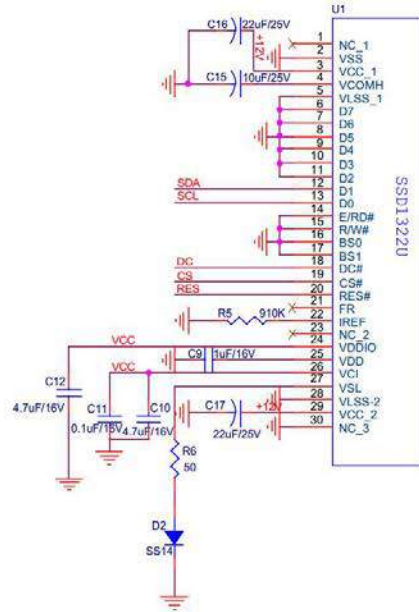 U1
C16 22uF/25V
+12V
C15 10uF/25V
1 NC_1
2 VSS
3 VCC_1
4 VCOMH
5 VLSS_1
6 D7
7 D6
8 D5
9 D4
10 D3
11 D2
SDA 12 D1
SCL 13 D0
14 E/RD#
15 R/W#
16 BS0
17 BS1
DC 18 DC#
CS 19 CS#
RES 20 RES#
21 FR
R5 910K 22 IREF
23 NC_2
VCC 24 VDDIO
C9 1uF/16V 25 VDD
VCC 26 VCI
27 VSL
28 VLSS-2
C17 +12V 29 VCC_2
22uF/25V 30 NC_3
SSD1322U
C12
4.7uF/16V
C11
0.1uF/16V
C10
4.7uF/16V
R6
50
D2
SS14